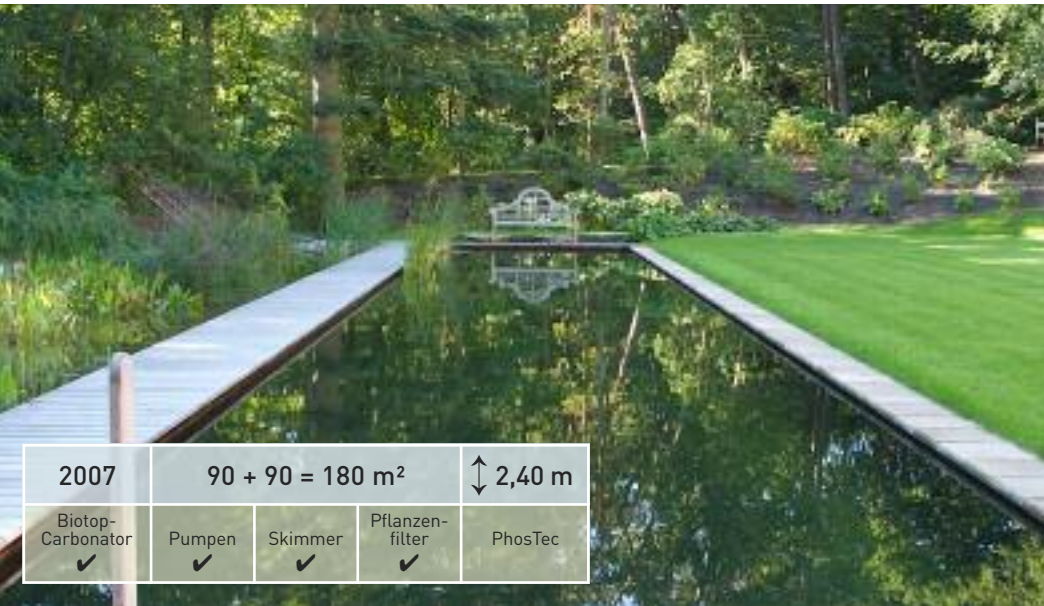 2007
90 + 90 = 180 m²
↕ 2,40 m
Biotop-
Carbonator
✔
Pumpen
✔
Skimmer
✔
Pflanzen-
filter
✔
PhosTec